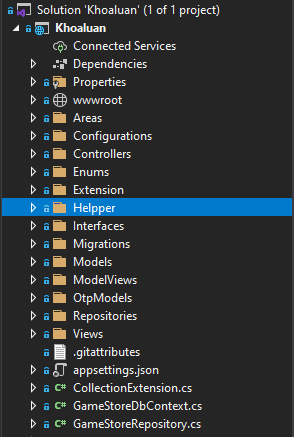 Solution 'Khoaluan' (1 of 1 project)
Khoaluan
Connected Services
Dependencies
Properties
wwwroot
Areas
Configurations
Controllers
Enums
Extension
Helpper
Interfaces
Migrations
Models
ModelViews
OtpModels
Repositories
Views
.gitattributes
appsettings.json
C# CollectionExtension.cs
C# GameStoreDbContext.cs
C# GameStoreRepository.cs